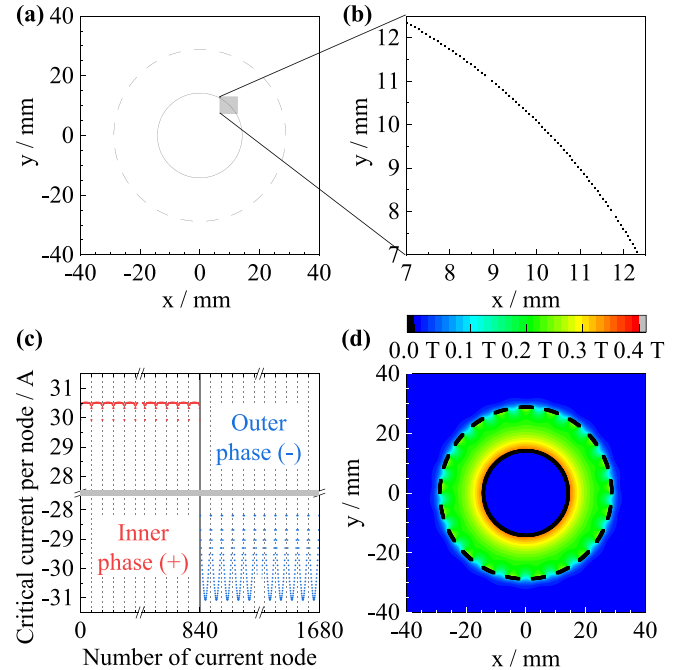 (a)
40
20
0
-20
-40
y / mm
-40 -20 0 20 40
x / mm
(b)
12
11
10
9
8
7
y / mm
7 8 9 10 11 12
x / mm
(c)
31
30
28
-28
-29
-30
-31
Critical current per node / A
Outer
phase (-)
Inner
phase (+)
0 840 1680
Number of current node
(d)
0.0 T 0.1 T 0.2 T 0.3 T 0.4 T
40
20
0
-20
-40
y / mm
-40 -20 0 20 40
x / mm